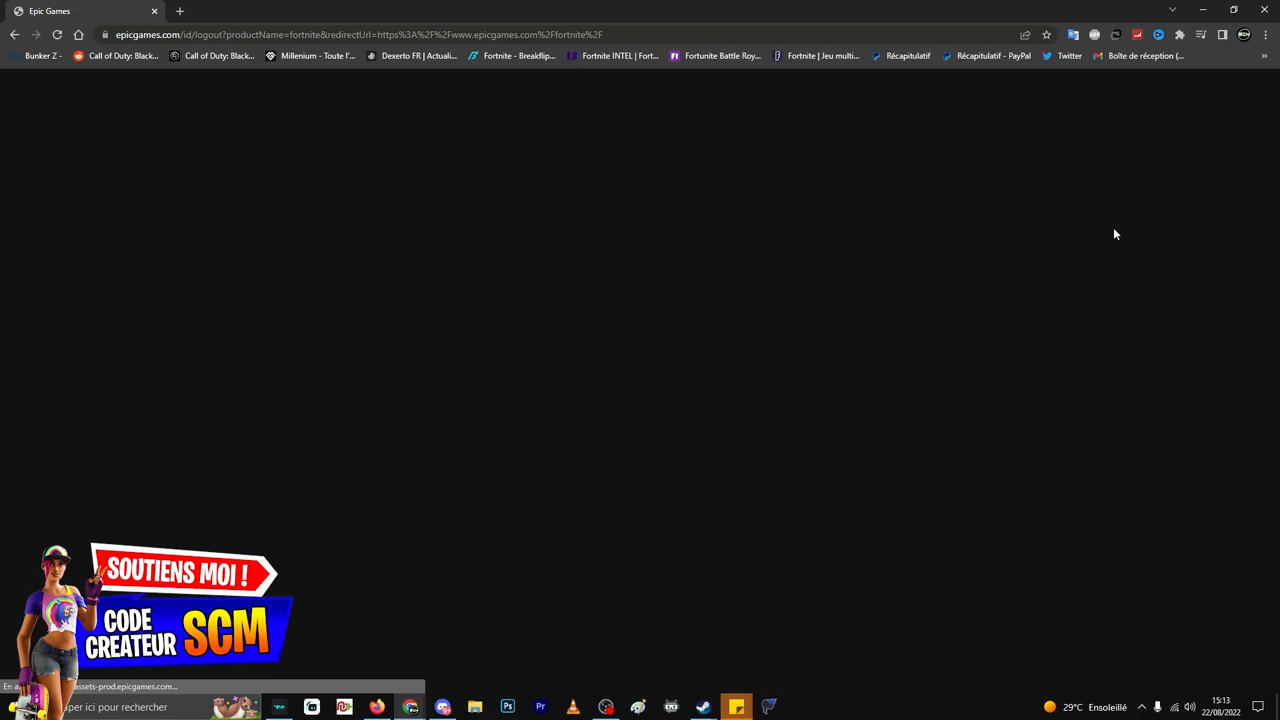 Epic Games
epicgames.com/id/logout?productName=fortnite&redirectUrl=https%3A%2F%2Fwww.epicgames.com%2Ffortnite%2F
Bunker Z -
Call of Duty: Black...
Call of Duty: Black...
Millenium - Toute l'i...
Dexerto FR | Actuali...
Fortnite - Breakflip...
Fortnite INTEL | Fort...
Fortunite Battle Roy...
Fortnite | Jeu multi...
Récapitulatif
Récapitulatif - PayPal
Twitter
Boîte de réception (...
SOUTIENS MOI !
CODE
CREATEUR SCM
En a
assets-prod.epicgames.com...
aper ici pour rechercher
29°C Ensoleillé
15:13
22/08/2022